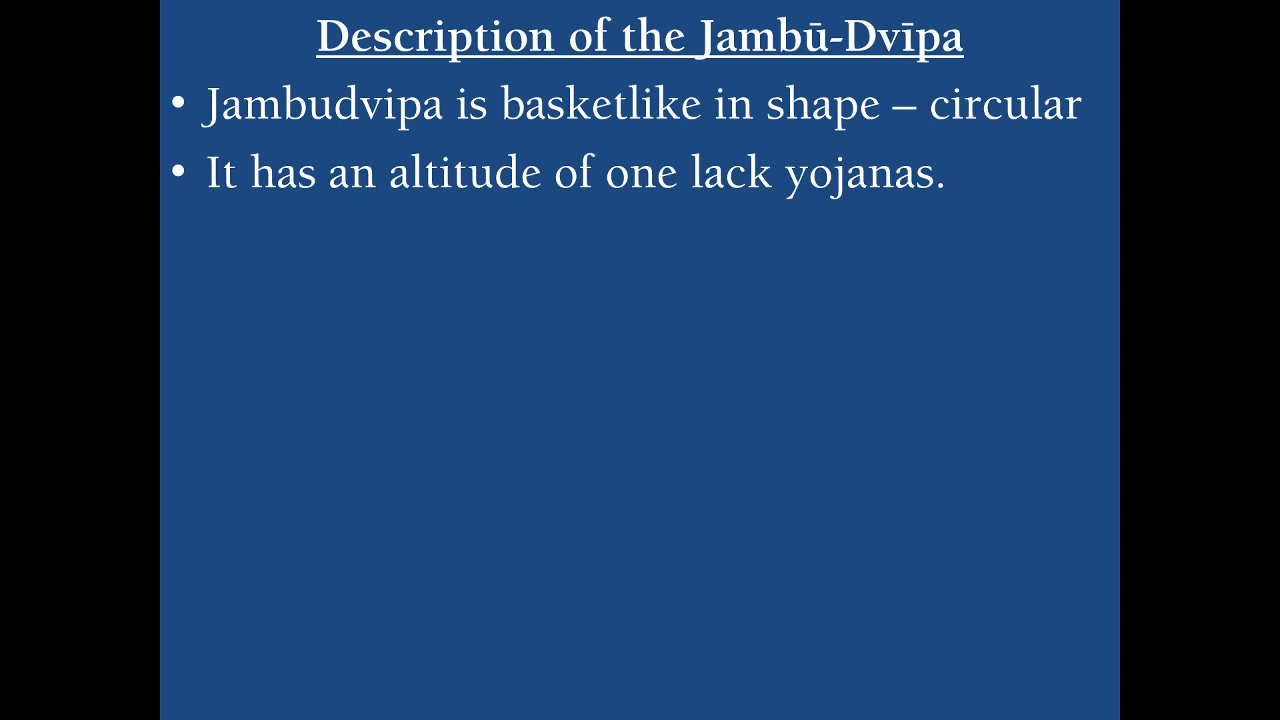 Description of the Jambū-Dvīpa
• Jambudvipa is basketlike in shape – circular
• It has an altitude of one lack yojanas.